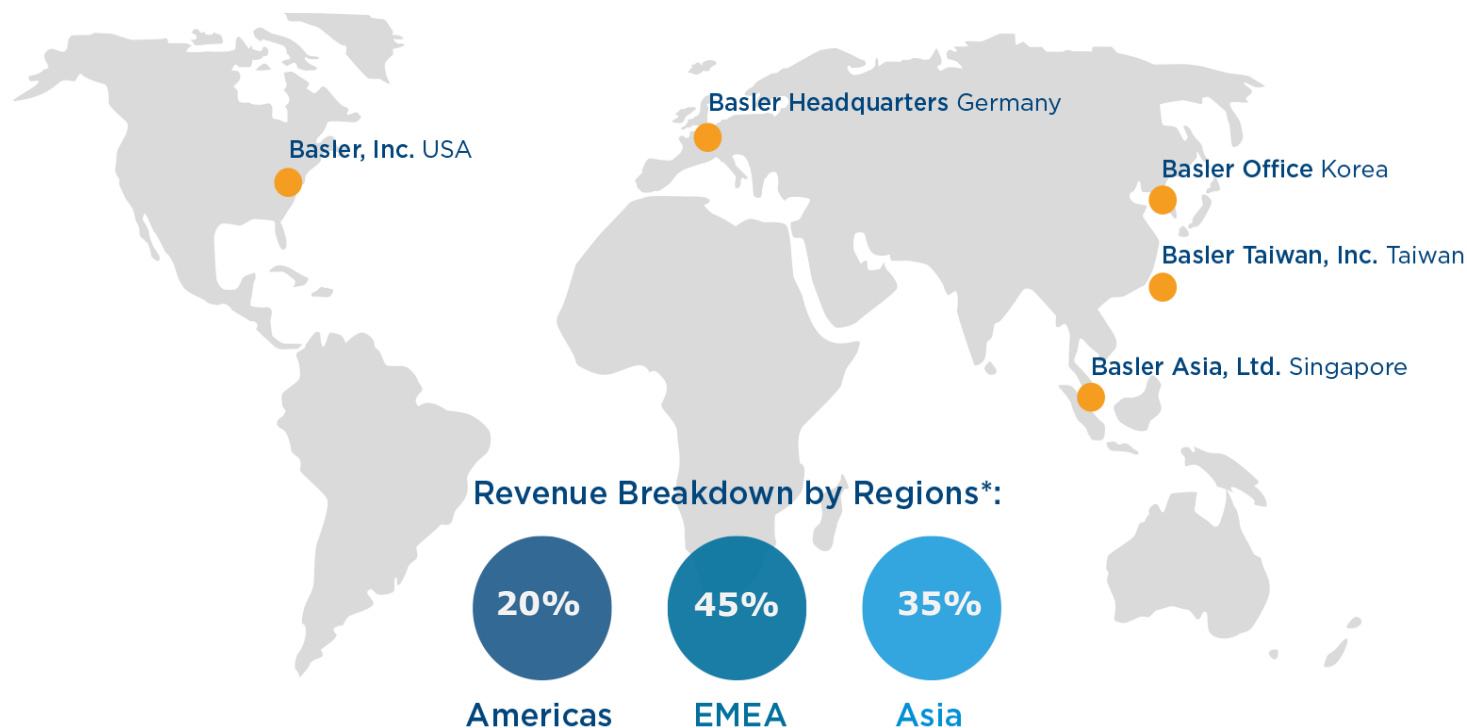 Basler Headquarters Germany
Basler, Inc. USA
Basler Office Korea
Basler Taiwan, Inc. Taiwan
Basler Asia, Ltd. Singapore
Revenue Breakdown by Regions*:
20% 45% 35%
Americas EMEA Asia